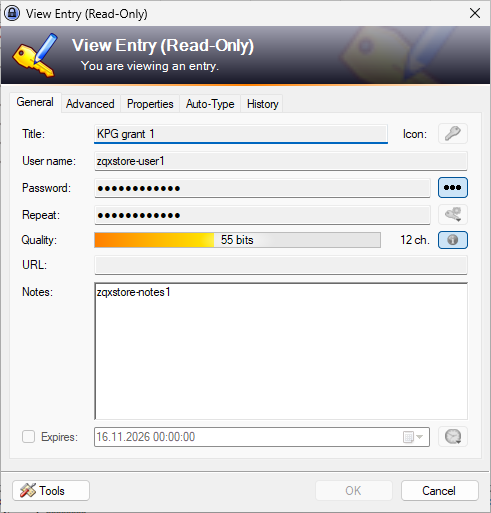 View Entry (Read-Only)
View Entry (Read-Only)
You are viewing an entry.
General Advanced Properties Auto-Type History
Title: KPG grant 1 Icon:
User name: zqxstore-user1
Password: ●●●●●●●●●●●●
Repeat: ●●●●●●●●●●●●
Quality: 55 bits 12 ch.
URL:
Notes: zqxstore-notes1
Expires: 16.11.2026 00:00:00
Tools OK Cancel